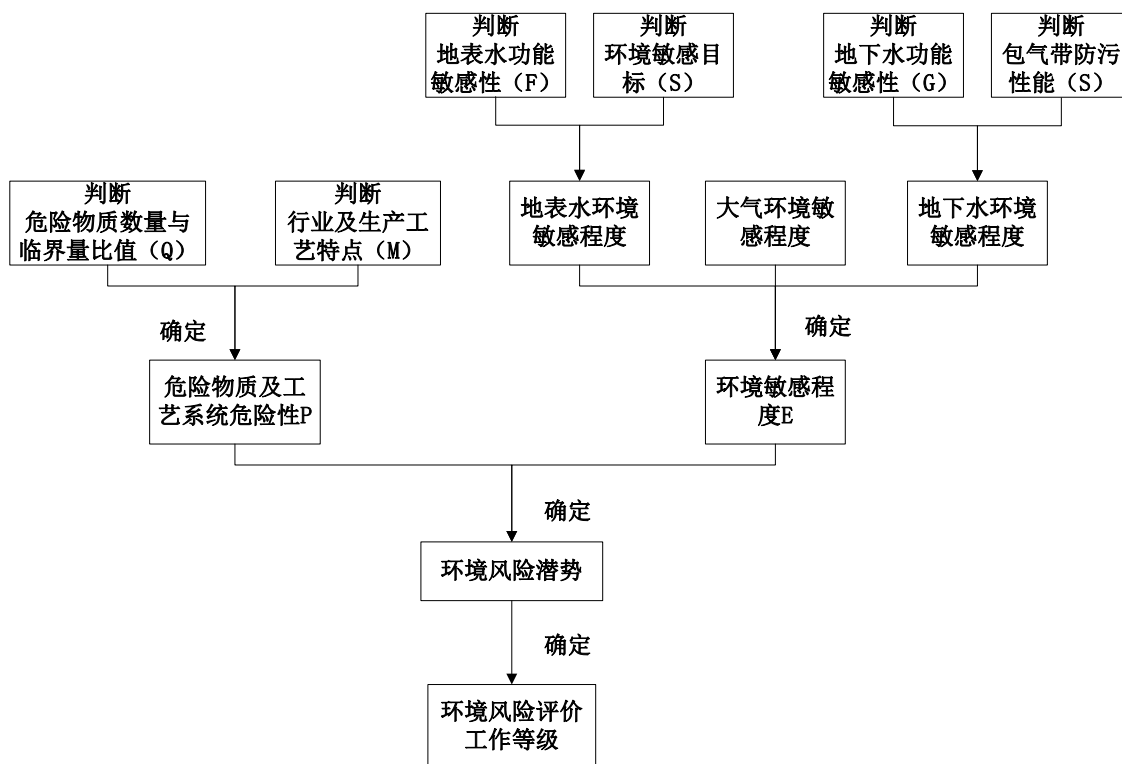 判断
地表水功能
敏感性（F）
判断
环境敏感目
标（S）
判断
地下水功能
敏感性（G）
判断
包气带防污
性能（S）
判断
危险物质数量与
临界量比值（Q）
判断
行业及生产工
艺特点（M）
地表水环境
敏感程度
大气环境敏
感程度
地下水环境
敏感程度
确定
确定
危险物质及工
艺系统危险性P
环境敏感程
度E
确定
环境风险潜势
确定
环境风险评价
工作等级